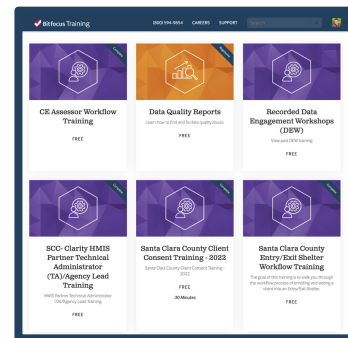 Bitfocus Training
(800) 594-9854 CAREERS SUPPORT
CE Assessor Workflow
Training
FREE
Data Quality Reports
Learn how to find and fix data quality issues
FREE
Recorded Data
Engagement Workshops
(DEW)
View past DEW training
FREE
SCC- Clarity HMIS
Partner Technical
Administrator
(TA)/Agency Lead
Training
HMIS Partner Technical Administrator
(TA)/Agency Lead Training
FREE
Santa Clara County Client
Consent Training - 2022
Santa Clara County Client Consent Training -
2022
FREE
30 Minutes
Santa Clara County
Entry/Exit Shelter
Workflow Training
The goal of this training is to walk you through
the workflow process of enrolling and exiting a
client into an Entry/Exit Shelter.
FREE